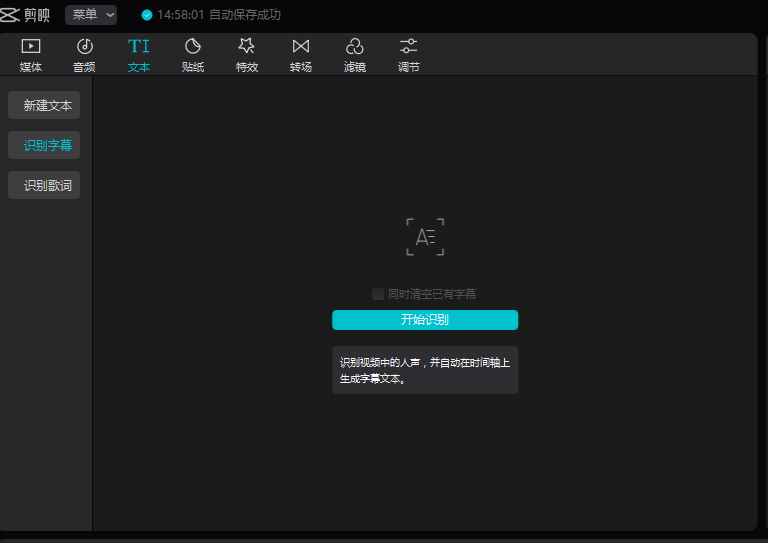 剪映 菜单 14:58:01 自动保存成功
TI
媒体 音频 文本 贴纸 特效 转场 滤镜 调节
新建文本
识别字幕
识别歌词
AE
同时清空已有字幕
开始识别
识别视频中的人声，并自动在时间轴上
生成字幕文本。